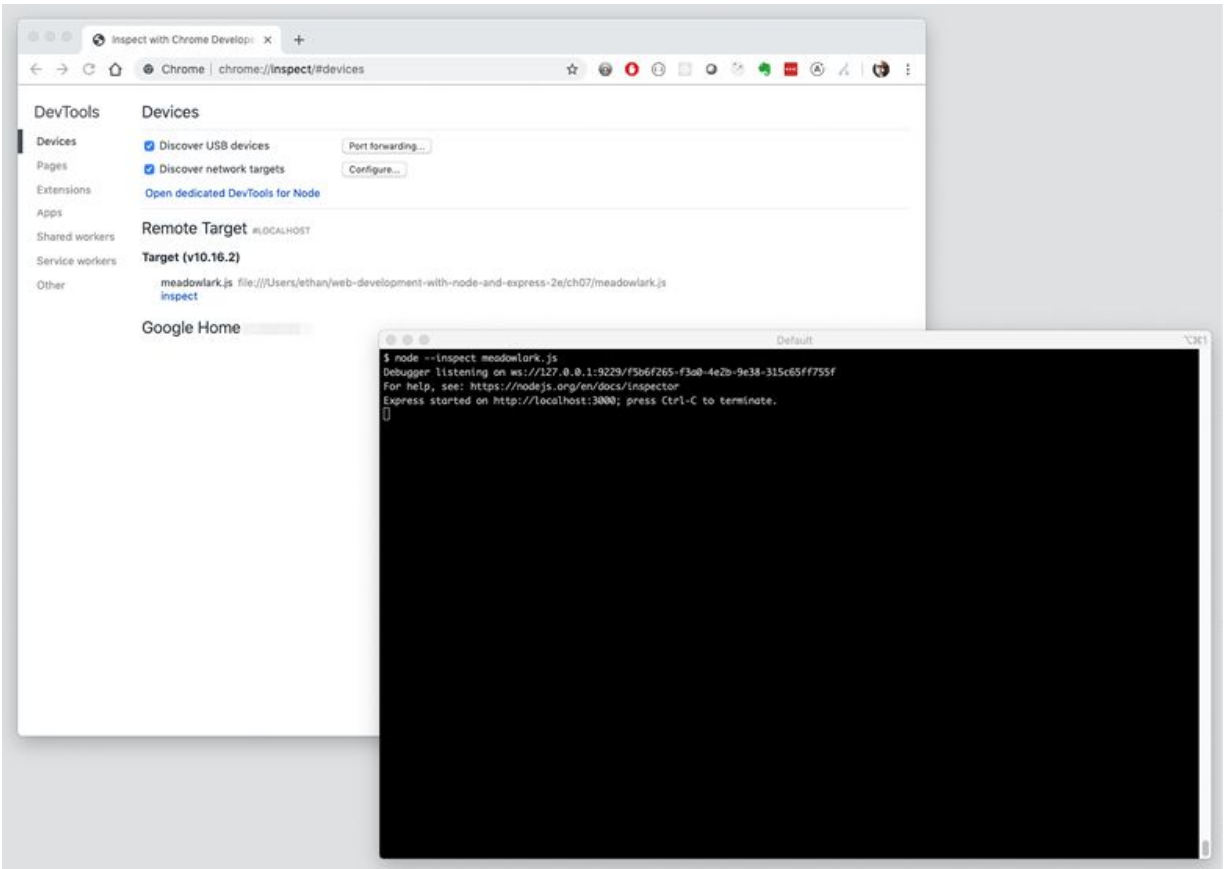 Inspect with Chrome Develop
Chrome | chrome://inspect/#devices
DevTools
Devices
Pages
Extensions
Apps
Shared workers
Service workers
Other
Devices
Discover USB devices Port forwarding...
Discover network targets Configure...
Open dedicated DevTools for Node
Remote Target #LOCALHOST
Target (v10.16.2)
meadowlark.js file:///Users/ethan/web-development-with-node-and-express-2e/ch07/meadowlark.js
inspect
Google Home
Default ⌥⌘1
$ node --inspect meadowlark.js
Debugger listening on ws://127.0.0.1:9229/f5b6f265-f3a0-4e2b-9e38-315c65ff755f
For help, see: https://nodejs.org/en/docs/inspector
Express started on http://localhost:3000; press Ctrl-C to terminate.